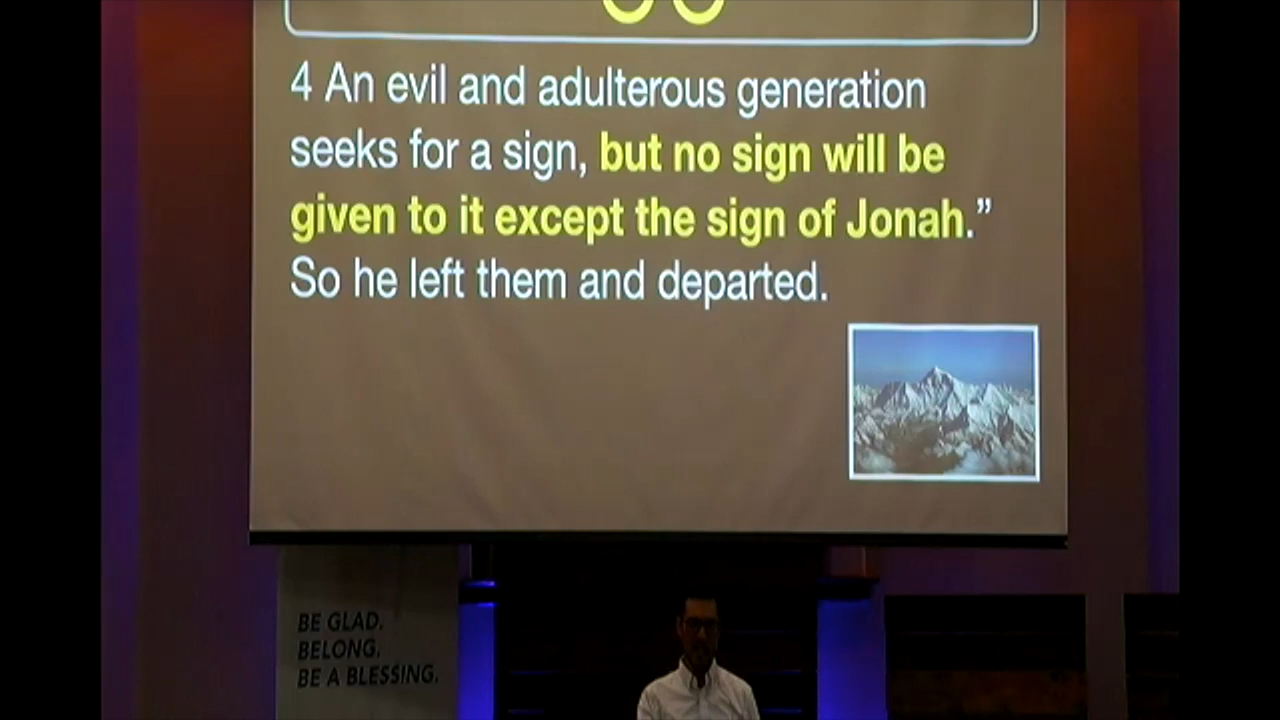 4 An evil and adulterous generation
seeks for a sign, but no sign will be
given to it except the sign of Jonah.”
So he left them and departed.
BE GLAD.
BELONG.
BE A BLESSING.